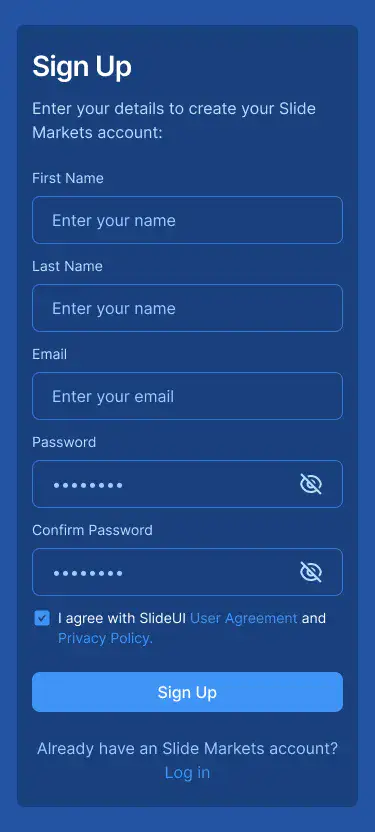 Sign Up
Enter your details to create your Slide
Markets account:
First Name
Enter your name
Last Name
Enter your name
Email
Enter your email
Password
••••••••
Confirm Password
••••••••
I agree with SlideUI User Agreement and
Privacy Policy.
Sign Up
Already have an Slide Markets account?
Log in